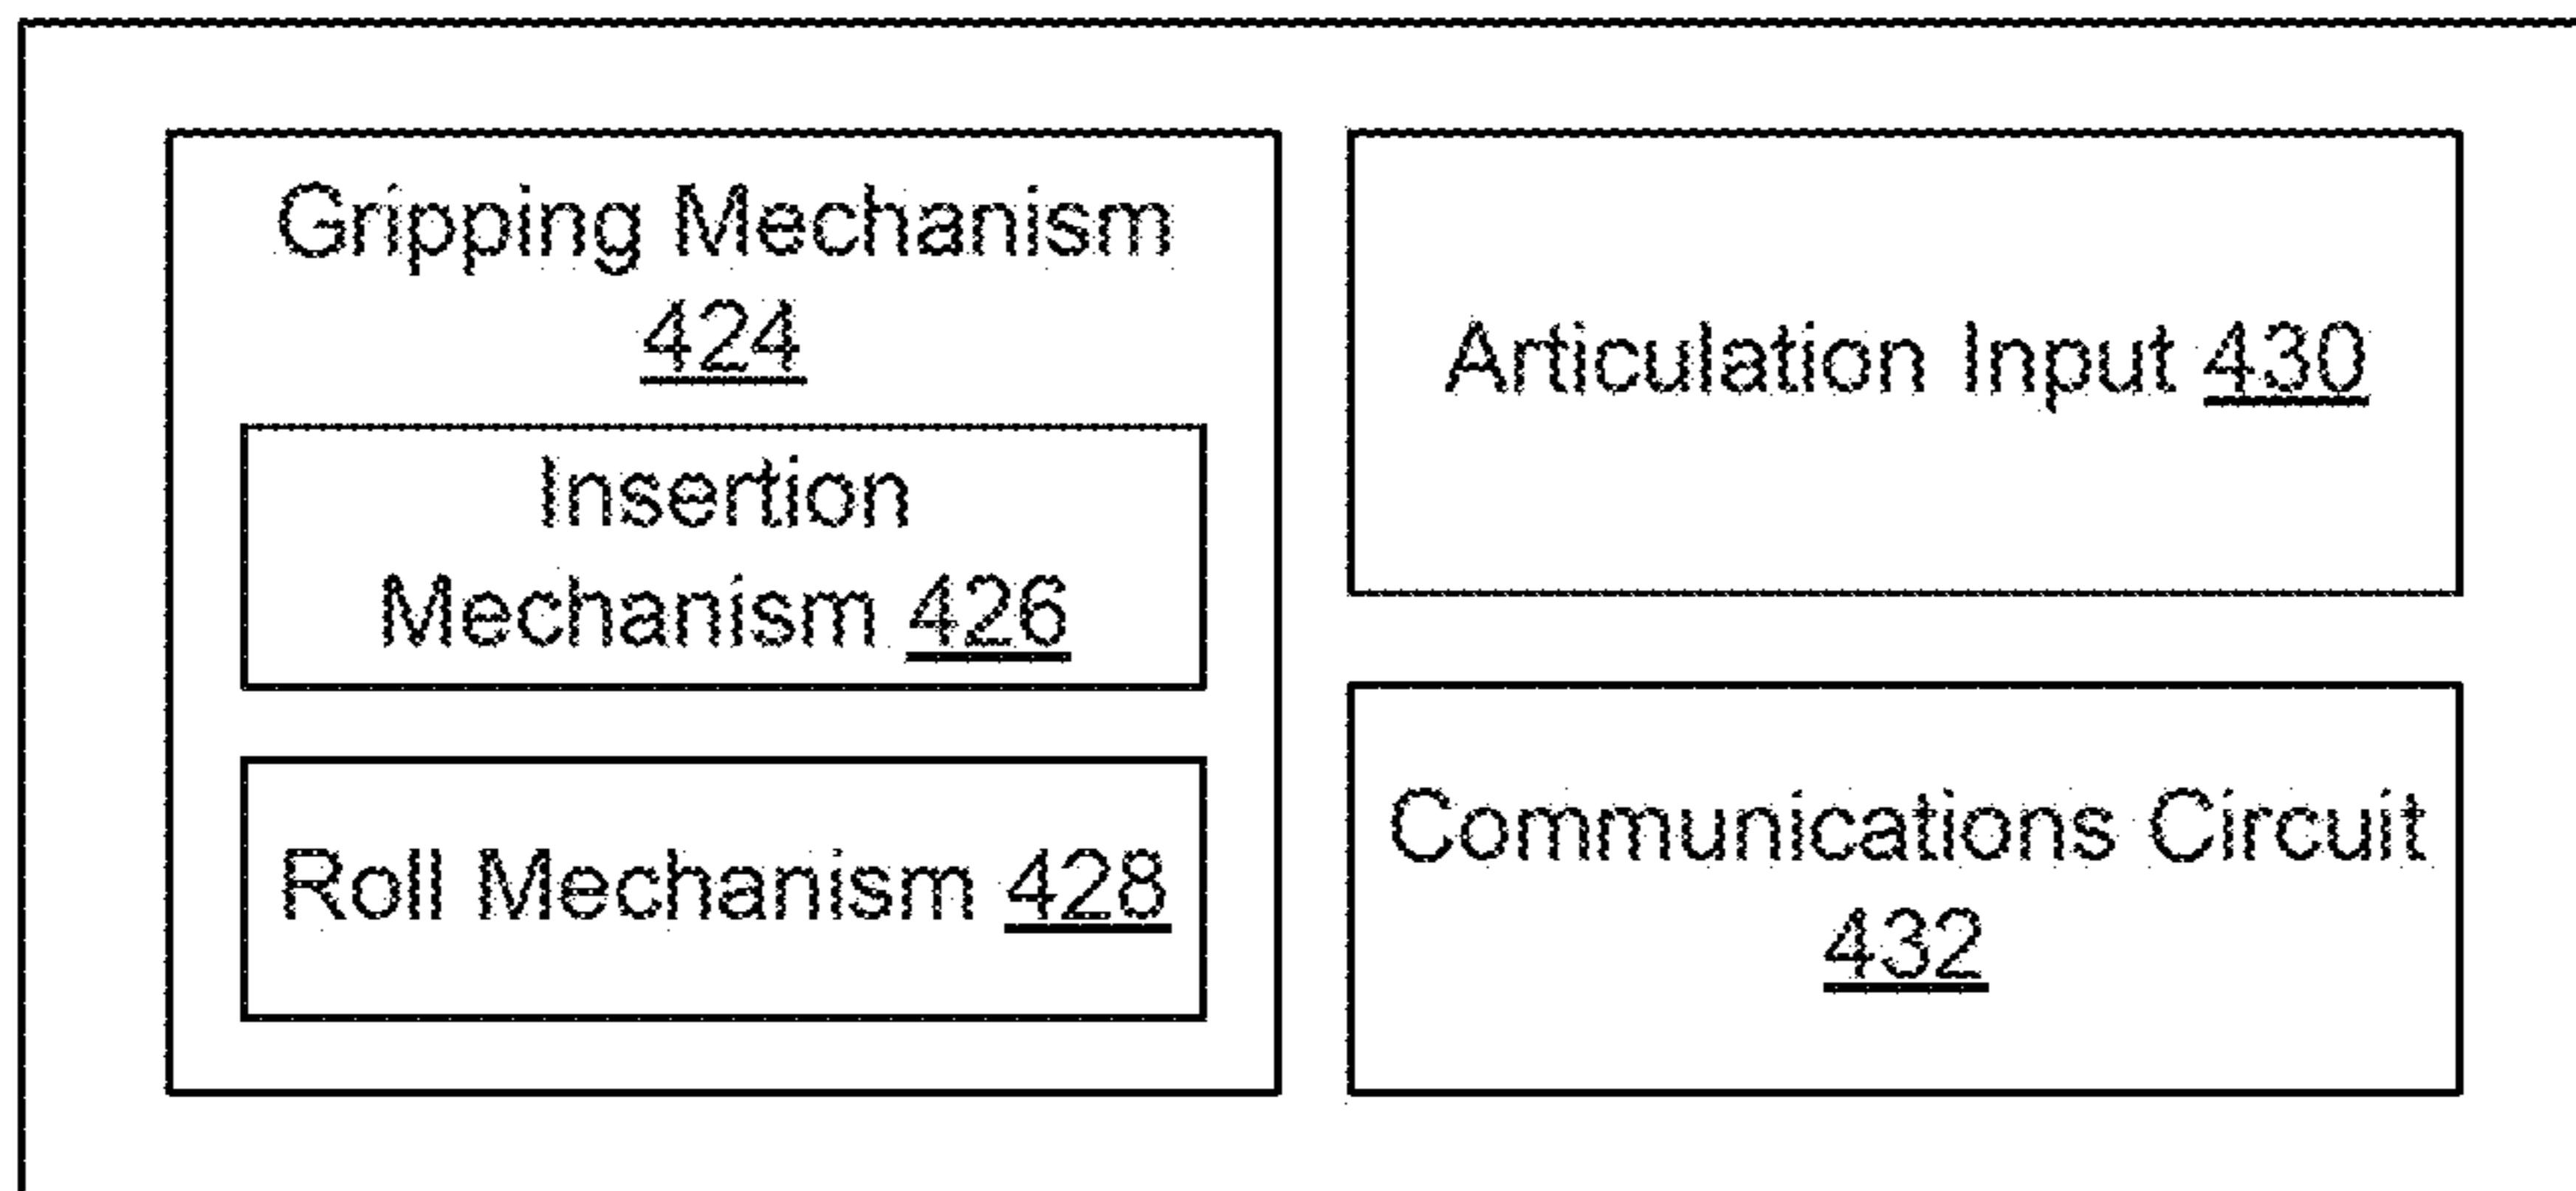 Gripping Mechanism
424
Insertion
Mechanism 426
Roll Mechanism 428
Articulation Input 430
Communications Circuit
432